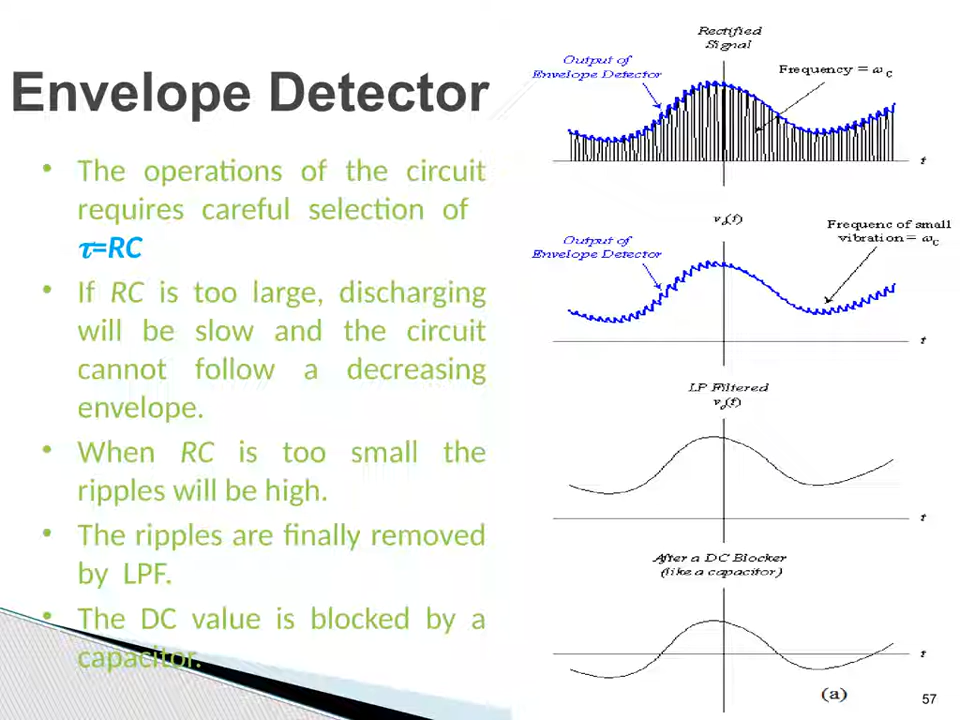 Envelope Detector
• The operations of the circuit
requires careful selection of
τ=RC
• If RC is too large, discharging
will be slow and the circuit
cannot follow a decreasing
envelope.
• When RC is too small the
ripples will be high.
• The ripples are finally removed
by LPF.
• The DC value is blocked by a
capacitor.
Rectified
Signal
Output of
Envelope Detector
Frequency = ωC
t
vo(t)
Output of
Envelope Detector
Frequenc of small
vibration = ωC
t
LP Filtered
vo(t)
t
After a DC Blocker
(like a capacitor)
t
(a)
57